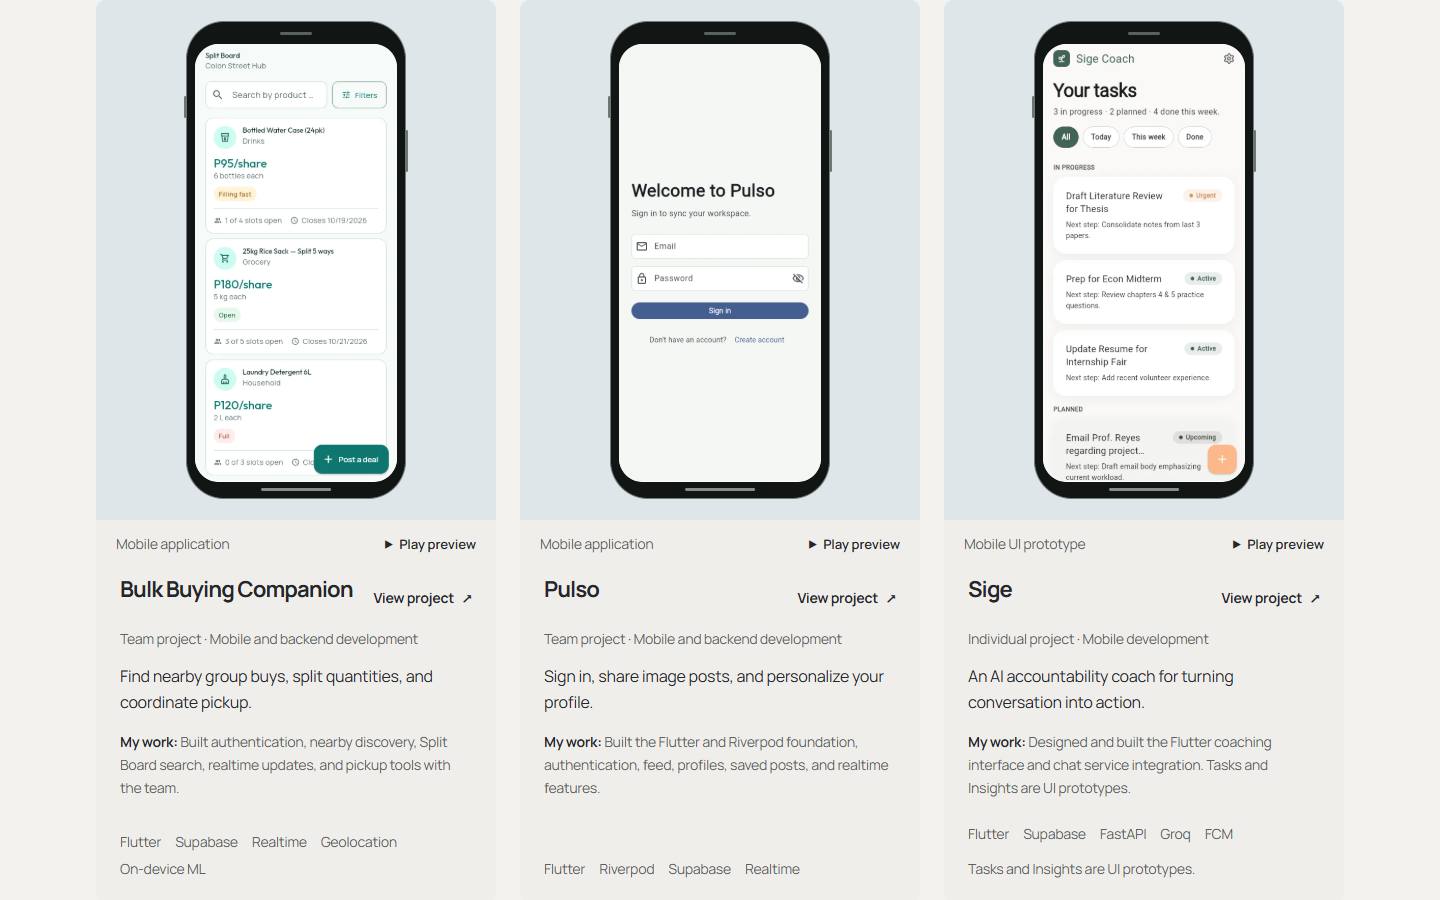 Split Board
Colon Street Hub
Search by product ...
Filters
Bottled Water Case (24pk)
Drinks
P95/share
6 bottles each
Filling fast
1 of 4 slots open
Closes 10/19/2026
25kg Rice Sack — Split 5 ways
Grocery
P180/share
5 kg each
Open
3 of 5 slots open
Closes 10/21/2026
Laundry Detergent 6L
Household
P120/share
2 L each
Full
0 of 3 slots open
Clo
+ Post a deal
Mobile application
▶ Play preview
Bulk Buying Companion
View project ↗
Team project · Mobile and backend development
Find nearby group buys, split quantities, and
coordinate pickup.
My work: Built authentication, nearby discovery, Split
Board search, realtime updates, and pickup tools with
the team.
Flutter Supabase Realtime Geolocation
On-device ML
Welcome to Pulso
Sign in to sync your workspace.
Email
Password
Sign in
Don't have an account? Create account
Mobile application
▶ Play preview
Pulso
View project ↗
Team project · Mobile and backend development
Sign in, share image posts, and personalize your
profile.
My work: Built the Flutter and Riverpod foundation,
authentication, feed, profiles, saved posts, and realtime
features.
Flutter Riverpod Supabase Realtime
Sige Coach
Your tasks
3 in progress · 2 planned · 4 done this week.
All Today This week Done
IN PROGRESS
Draft Literature Review
for Thesis
Urgent
Next step: Consolidate notes from last 3
papers.
Prep for Econ Midterm
Active
Next step: Review chapters 4 & 5 practice
questions.
Update Resume for
Internship Fair
Active
Next step: Add recent volunteer experience.
PLANNED
Email Prof. Reyes
regarding project...
Upcoming
Next step: Draft email body emphasizing
current workload.
+
Mobile UI prototype
▶ Play preview
Sige
View project ↗
Individual project · Mobile development
An AI accountability coach for turning
conversation into action.
My work: Designed and built the Flutter coaching
interface and chat service integration. Tasks and
Insights are UI prototypes.
Flutter Supabase FastAPI Groq FCM
Tasks and Insights are UI prototypes.